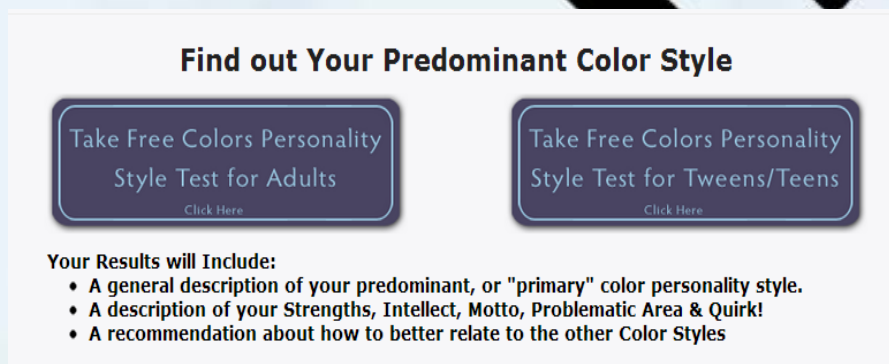 Find out Your Predominant Color Style
Take Free Colors Personality
Style Test for Adults
Click Here
Take Free Colors Personality
Style Test for Tweens/Teens
Click Here
Your Results will Include:
• A general description of your predominant, or "primary" color personality style.
• A description of your Strengths, Intellect, Motto, Problematic Area & Quirk!
• A recommendation about how to better relate to the other Color Styles